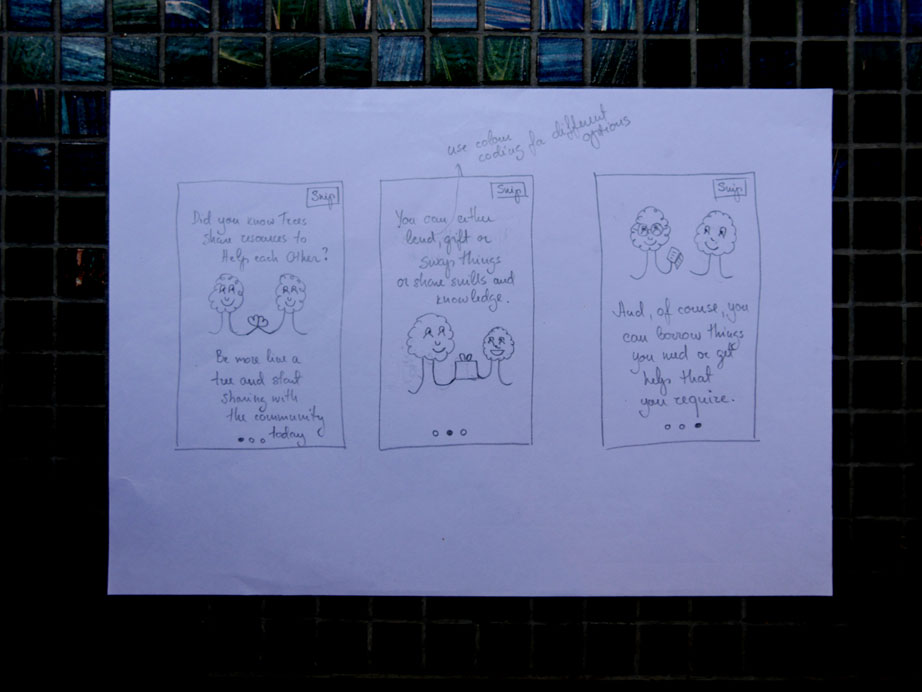 use colour
coding for different
options
Skip
Did you know Trees
share resources to
Help each Other?
Be more like a
tree and start
sharing with
the community
today
Skip
You can either
lend, gift or
swap things
or share skills and
knowledge.
Skip
And, of course, you
can borrow things
you need or get
help that
you require.